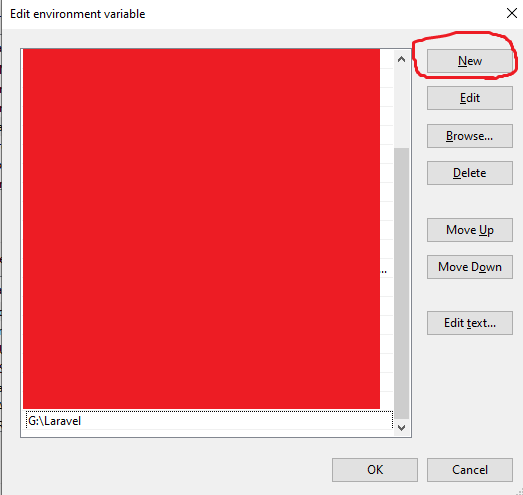 Edit environment variable
New
Edit
Browse...
Delete
Move Up
Move Down
...
Edit text...
G:\Laravel
OK
Cancel